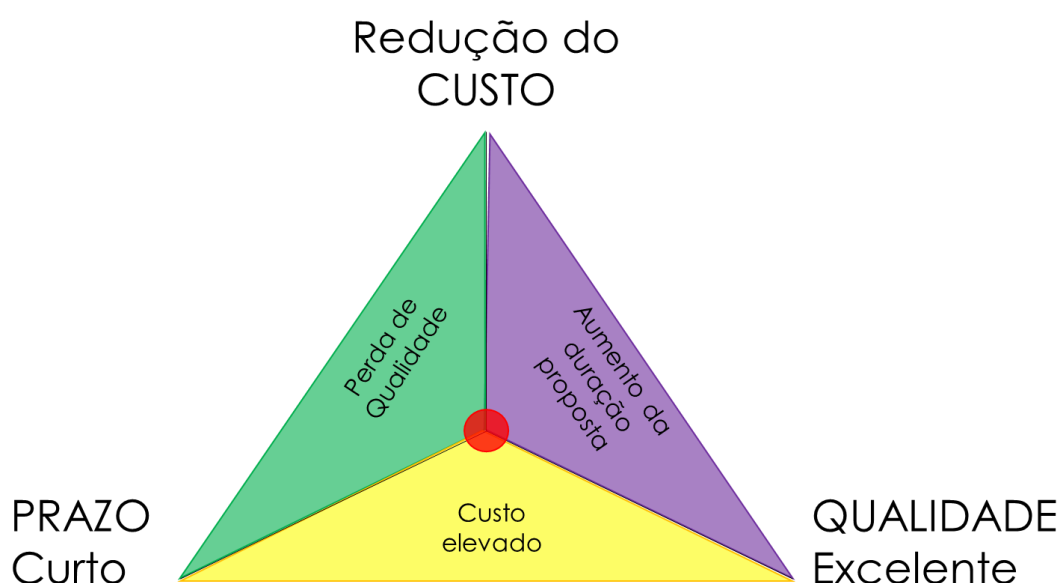 Redução do
CUSTO
Perda de
Qualidade
Aumento da
duração
proposta
Custo
elevado
PRAZO
Curto
QUALIDADE
Excelente